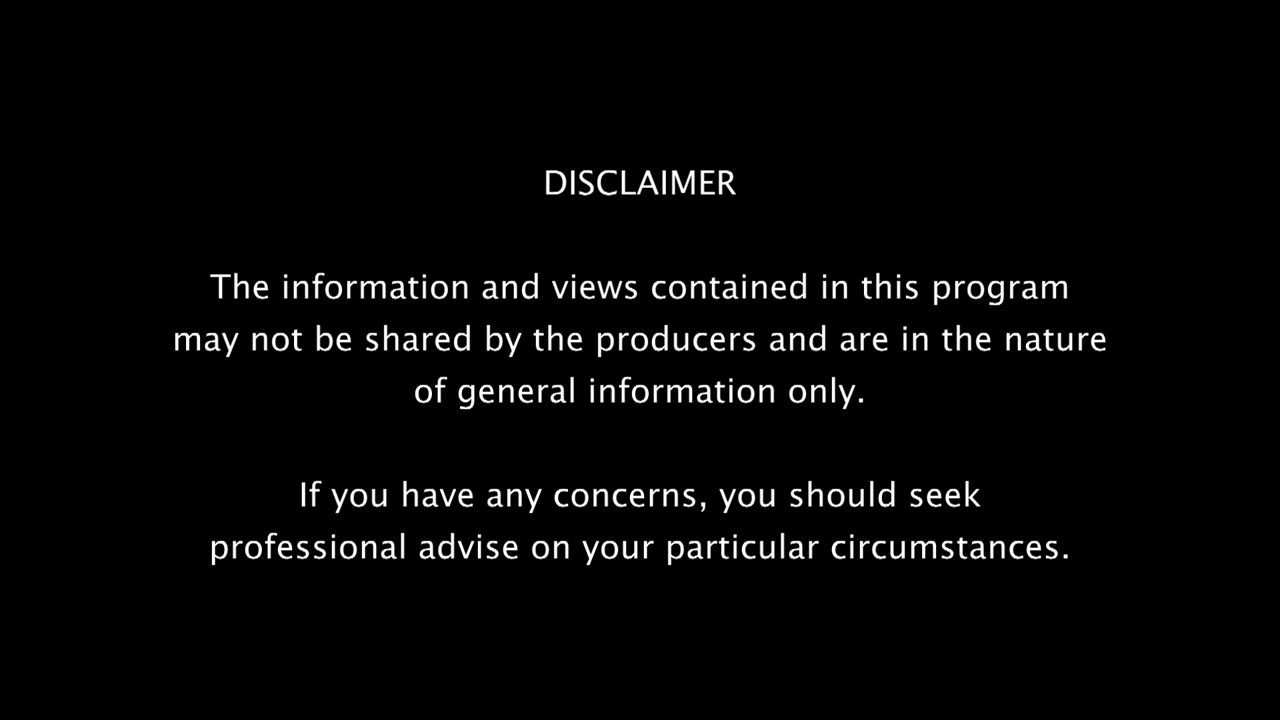 DISCLAIMER
The information and views contained in this program
may not be shared by the producers and are in the nature
of general information only.
If you have any concerns, you should seek
professional advise on your particular circumstances.